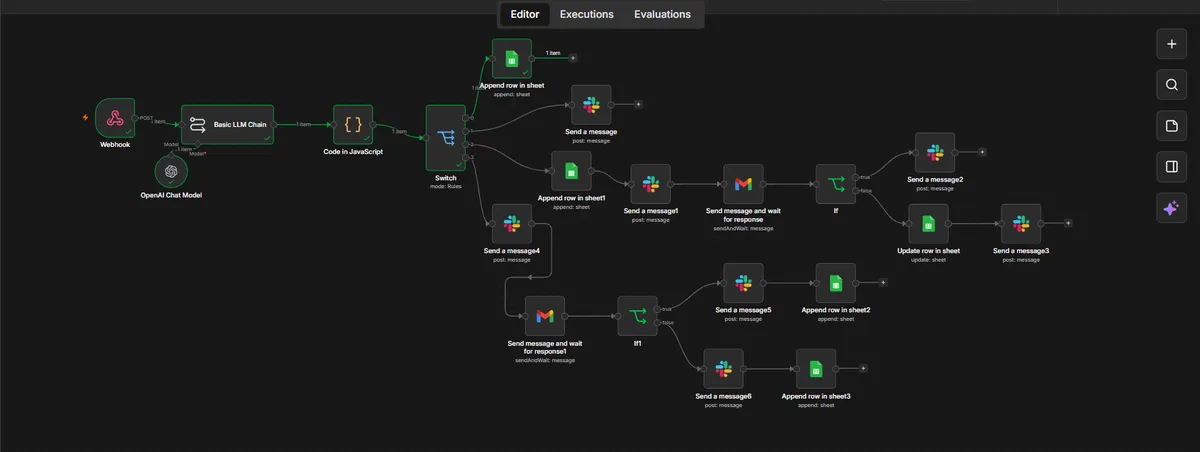 Editor
Executions
Evaluations
1 item
Append row in sheet
append: sheet
Send a message
post: message
POST
1 item
Webhook
Basic LLM Chain
Model
Model*
1 item
OpenAI Chat Model
1 item
Code in JavaScript
1 item
0
1
2
3
Switch
mode: Rules
Append row in sheet1
append: sheet
Send a message1
post: message
Send message and wait
for response
sendAndWait: message
If
true
false
Send a message2
post: message
Update row in sheet
update: sheet
Send a message3
post: message
Send a message4
post: message
Send message and wait
for response1
sendAndWait: message
If1
true
false
Send a message5
post: message
Append row in sheet2
append: sheet
Send a message6
post: message
Append row in sheet3
append: sheet